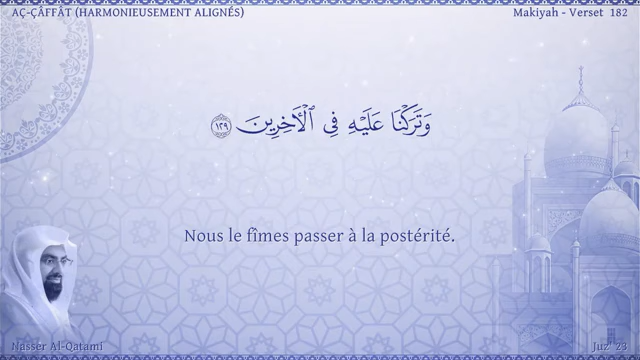 AÇ-ÇÂFFÂT (HARMONIEUSEMENT ALIGNÉS)
Makiyah - Verset 182
وَتَرَكْنَا عَلَيْهِ فِي ٱلْـَٔاخِرِينَ ١٢٩
Nous le fîmes passer à la postérité.
Nasser Al-Qatami
Juz' 23